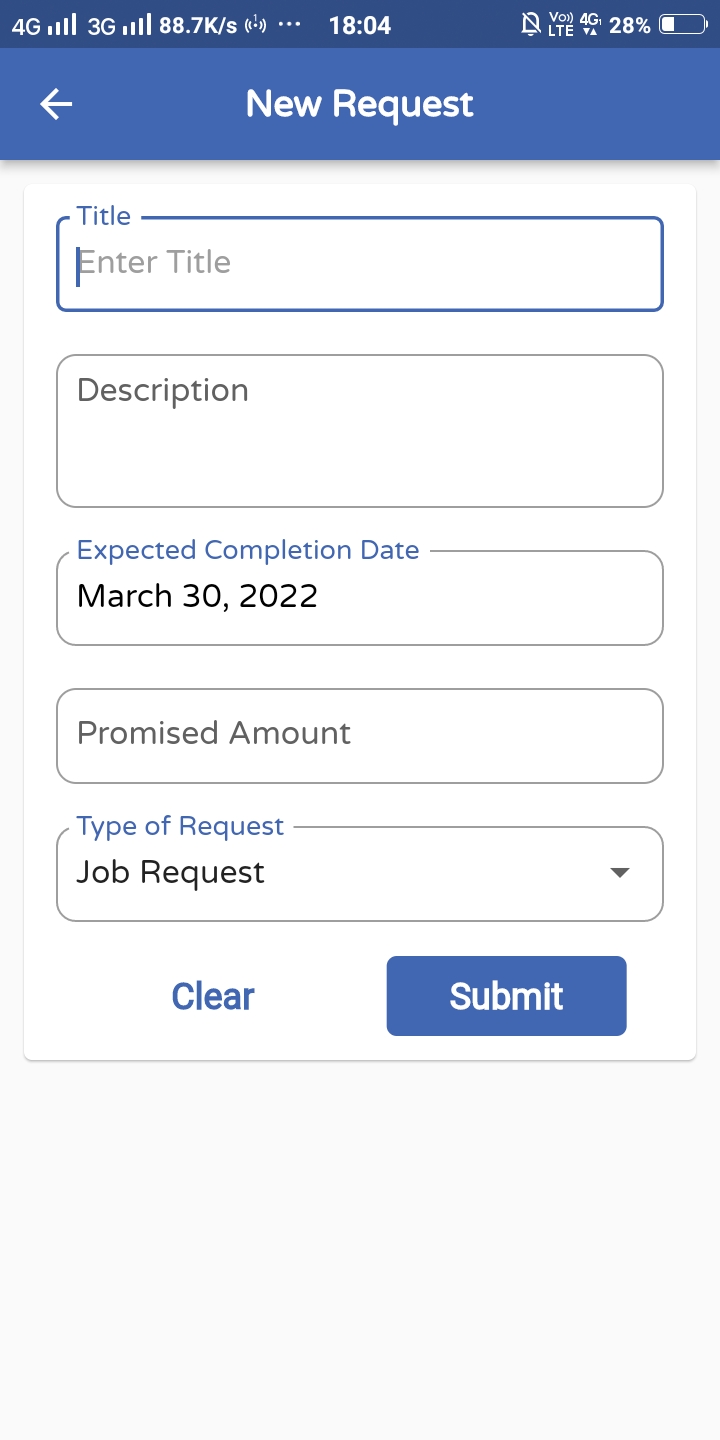 4G 3G 88.7K/s ... 18:04 Vo)) LTE 4G 28%
New Request
Title
Enter Title
Description
Expected Completion Date
March 30, 2022
Promised Amount
Type of Request
Job Request
Clear Submit